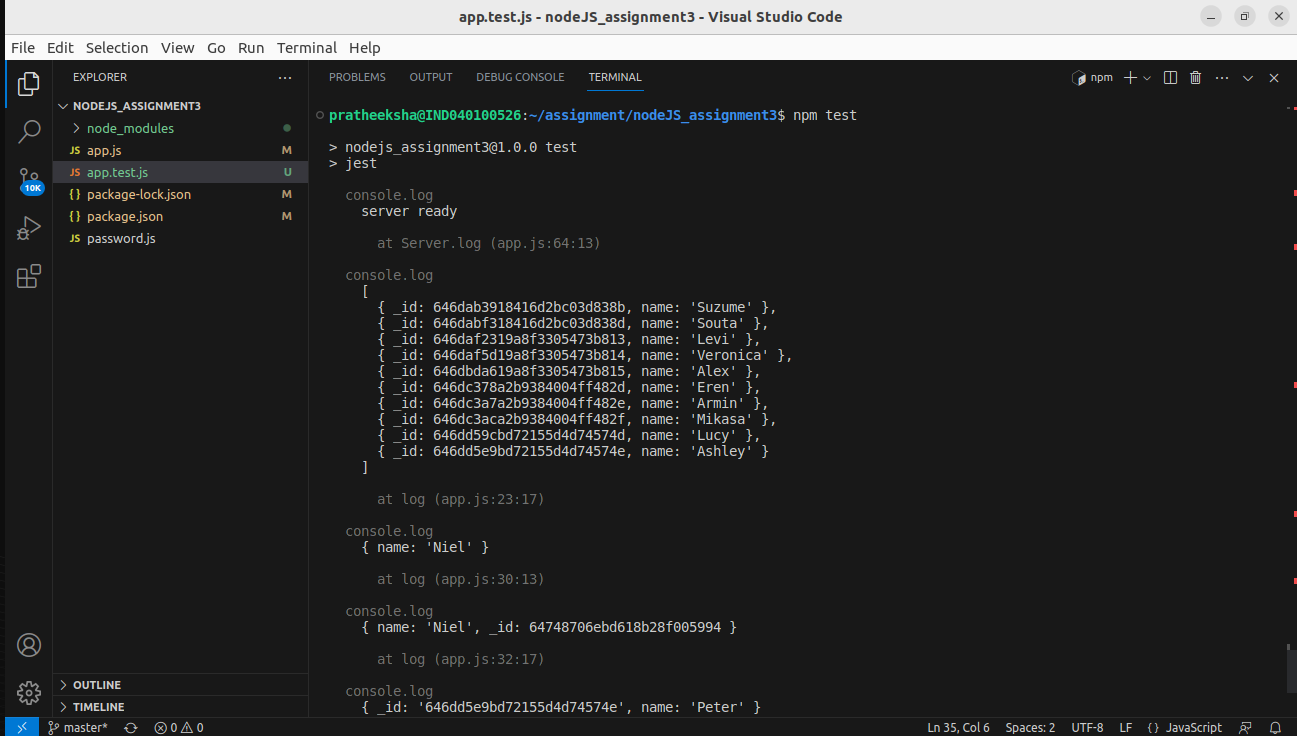 app.test.js - nodeJS_assignment3 - Visual Studio Code
File Edit Selection View Go Run Terminal Help
EXPLORER
NODEJS_ASSIGNMENT3
node_modules
JS app.js M
JS app.test.js U
{} package-lock.json M
{} package.json M
JS password.js
10K
OUTLINE
TIMELINE
PROBLEMS OUTPUT DEBUG CONSOLE TERMINAL
npm
pratheeksha@IND040100526:~/assignment/nodeJS_assignment3$ npm test
> nodejs_assignment3@1.0.0 test
> jest
console.log
server ready
at Server.log (app.js:64:13)
console.log
[
{ _id: 646dab3918416d2bc03d838b, name: 'Suzume' },
{ _id: 646dabf318416d2bc03d838d, name: 'Souta' },
{ _id: 646daf2319a8f3305473b813, name: 'Levi' },
{ _id: 646daf5d19a8f3305473b814, name: 'Veronica' },
{ _id: 646dbda619a8f3305473b815, name: 'Alex' },
{ _id: 646dc378a2b9384004ff482d, name: 'Eren' },
{ _id: 646dc3a7a2b9384004ff482e, name: 'Armin' },
{ _id: 646dc3aca2b9384004ff482f, name: 'Mikasa' },
{ _id: 646dd59cbd72155d4d74574d, name: 'Lucy' },
{ _id: 646dd5e9bd72155d4d74574e, name: 'Ashley' }
]
at log (app.js:23:17)
console.log
{ name: 'Niel' }
at log (app.js:30:13)
console.log
{ name: 'Niel', _id: 64748706ebd618b28f005994 }
at log (app.js:32:17)
console.log
{ _id: '646dd5e9bd72155d4d74574e', name: 'Peter' }
master* 0 0 Ln 35, Col 6 Spaces: 2 UTF-8 LF {} JavaScript